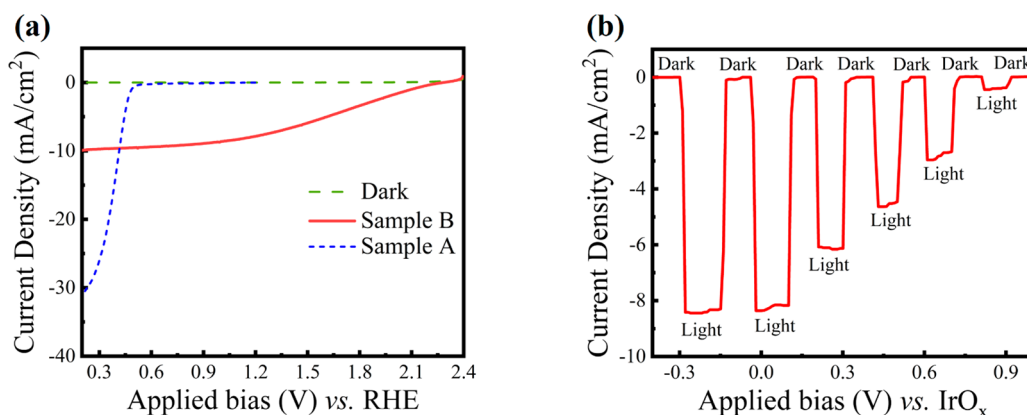 (a)
Current Density (mA/cm²)
0
-10
-20
-30
-40
0.3 0.6 0.9 1.2 1.5 1.8 2.1 2.4
Applied bias (V) vs. RHE
Dark
Sample B
Sample A
(b)
Current Density (mA/cm²)
0
-2
-4
-6
-8
-10
-0.3 0.0 0.3 0.6 0.9
Applied bias (V) vs. IrOₓ
Dark Dark Dark Dark Dark Dark Dark
Light
Light
Light
Light
Light
Light